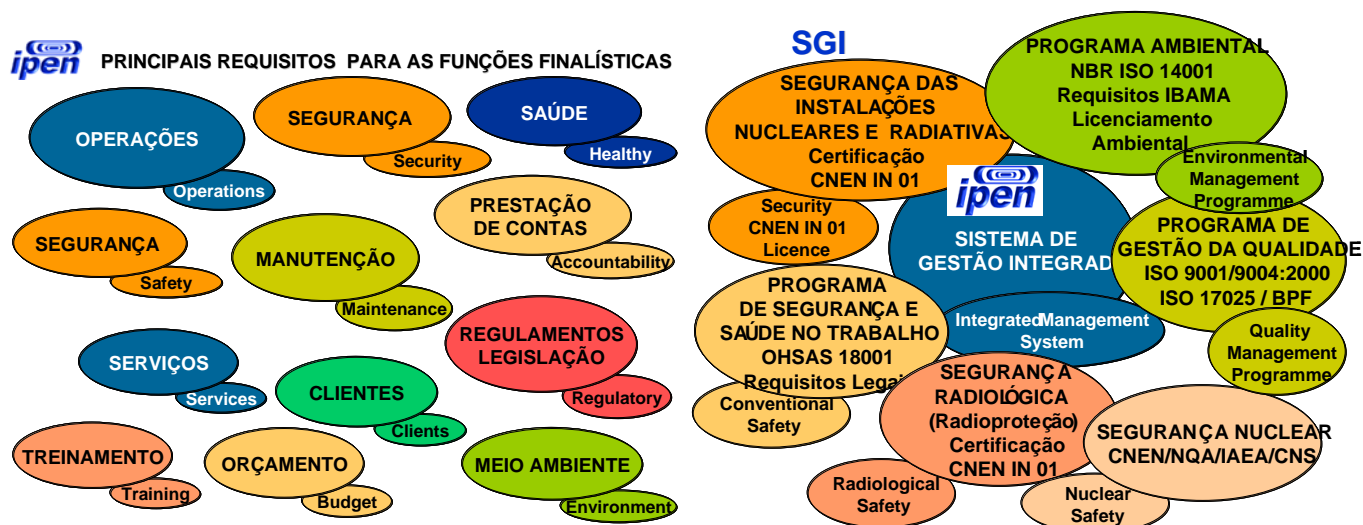 ipen
PRINCIPAIS REQUISITOS PARA AS FUNÇÕES FINALÍSTICAS
OPERAÇÕES
Operations
SEGURANÇA
Security
SAÚDE
Healthy
SEGURANÇA
Safety
MANUTENÇÃO
Maintenance
PRESTAÇÃO
DE CONTAS
Accountability
SERVIÇOS
Services
CLIENTES
Clients
REGULAMENTOS
LEGISLAÇÃO
Regulatory
TREINAMENTO
Training
ORÇAMENTO
Budget
MEIO AMBIENTE
Environment
SGI
SEGURANÇA DAS
INSTALAÇÕES
NUCLEARES E RADIATIVAS
Certificação
CNEN IN 01
Security
CNEN IN 01
Licence
PROGRAMA AMBIENTAL
NBR ISO 14001
Requisitos IBAMA
Licenciamento
Ambiental
Environmental
Management
Programme
ipen
SISTEMA DE
GESTÃO INTEGRAD
Integrated Management
System
PROGRAMA DE
GESTÃO DA QUALIDADE
ISO 9001/9004:2000
ISO 17025 / BPF
Quality
Management
Programme
PROGRAMA
DE SEGURANÇA E
SAÚDE NO TRABALHO
OHSAS 18001
Requisitos Legai
Conventional
Safety
SEGURANÇA
RADIOLÓGICA
(Radioproteção)
Certificação
CNEN IN 01
Radiological
Safety
SEGURANÇA NUCLEAR
CNEN/NQA/IAEA/CNS
Nuclear
Safety